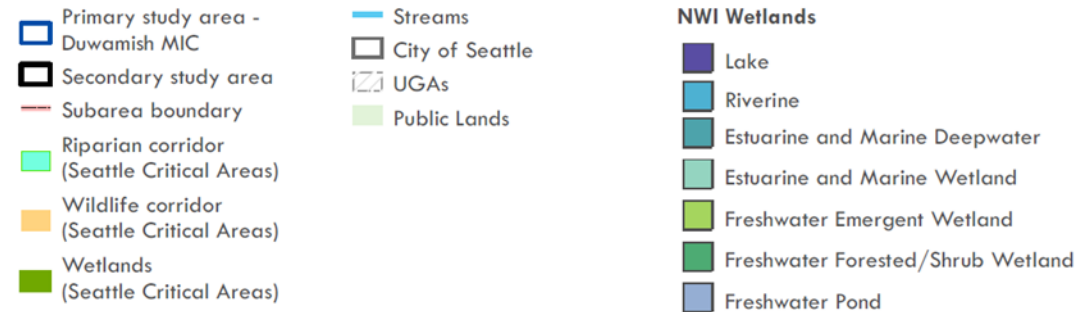 Primary study area -
Duwamish MIC
Secondary study area
Subarea boundary
Riparian corridor
(Seattle Critical Areas)
Wildlife corridor
(Seattle Critical Areas)
Wetlands
(Seattle Critical Areas)
Streams
City of Seattle
UGAs
Public Lands
NWI Wetlands
Lake
Riverine
Estuarine and Marine Deepwater
Estuarine and Marine Wetland
Freshwater Emergent Wetland
Freshwater Forested/Shrub Wetland
Freshwater Pond